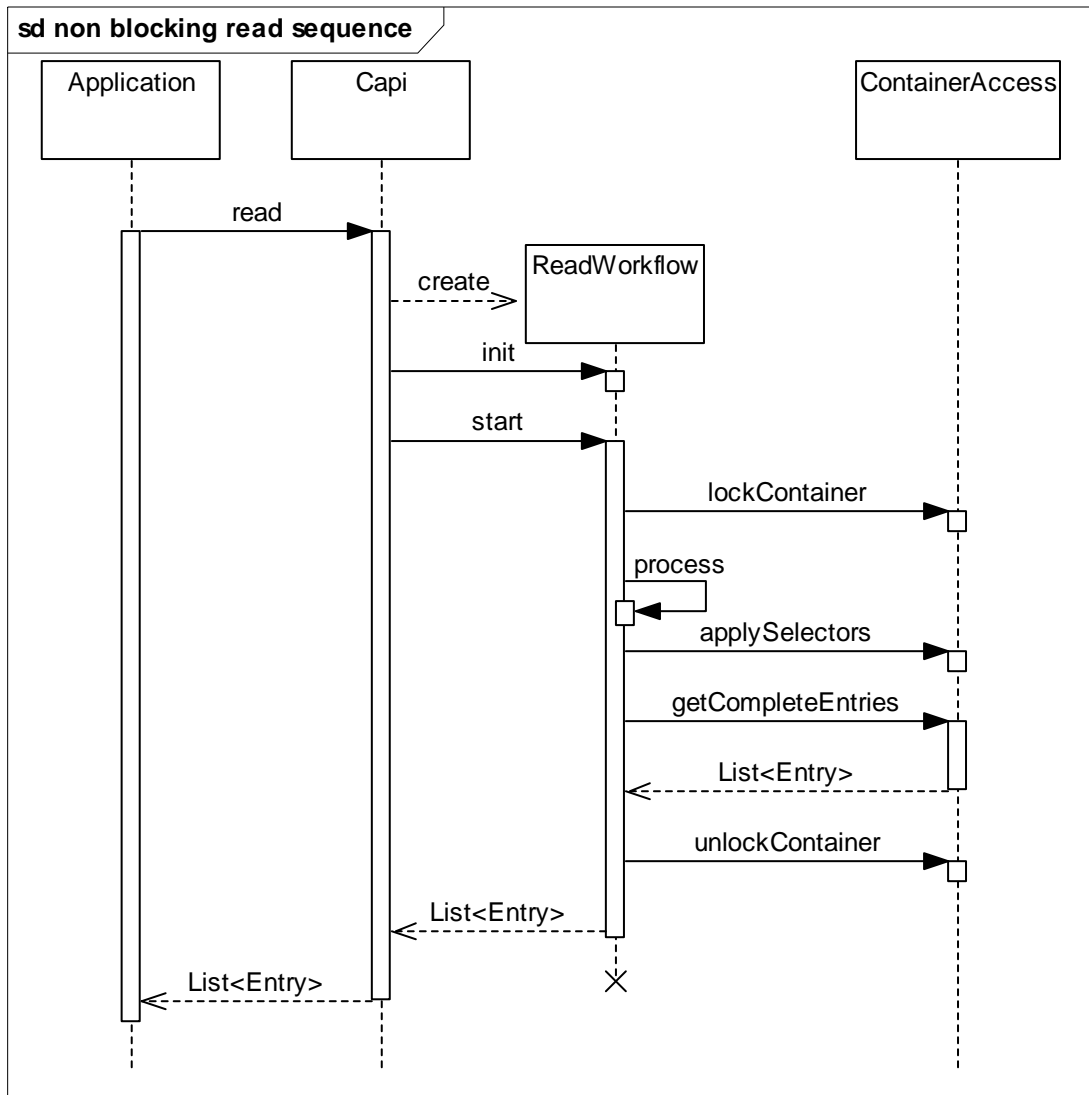 sd non blocking read sequence
Application
Capi
ContainerAccess
read
ReadWorkflow
create
init
start
lockContainer
process
applySelectors
getCompleteEntries
List<Entry>
unlockContainer
List<Entry>
List<Entry>